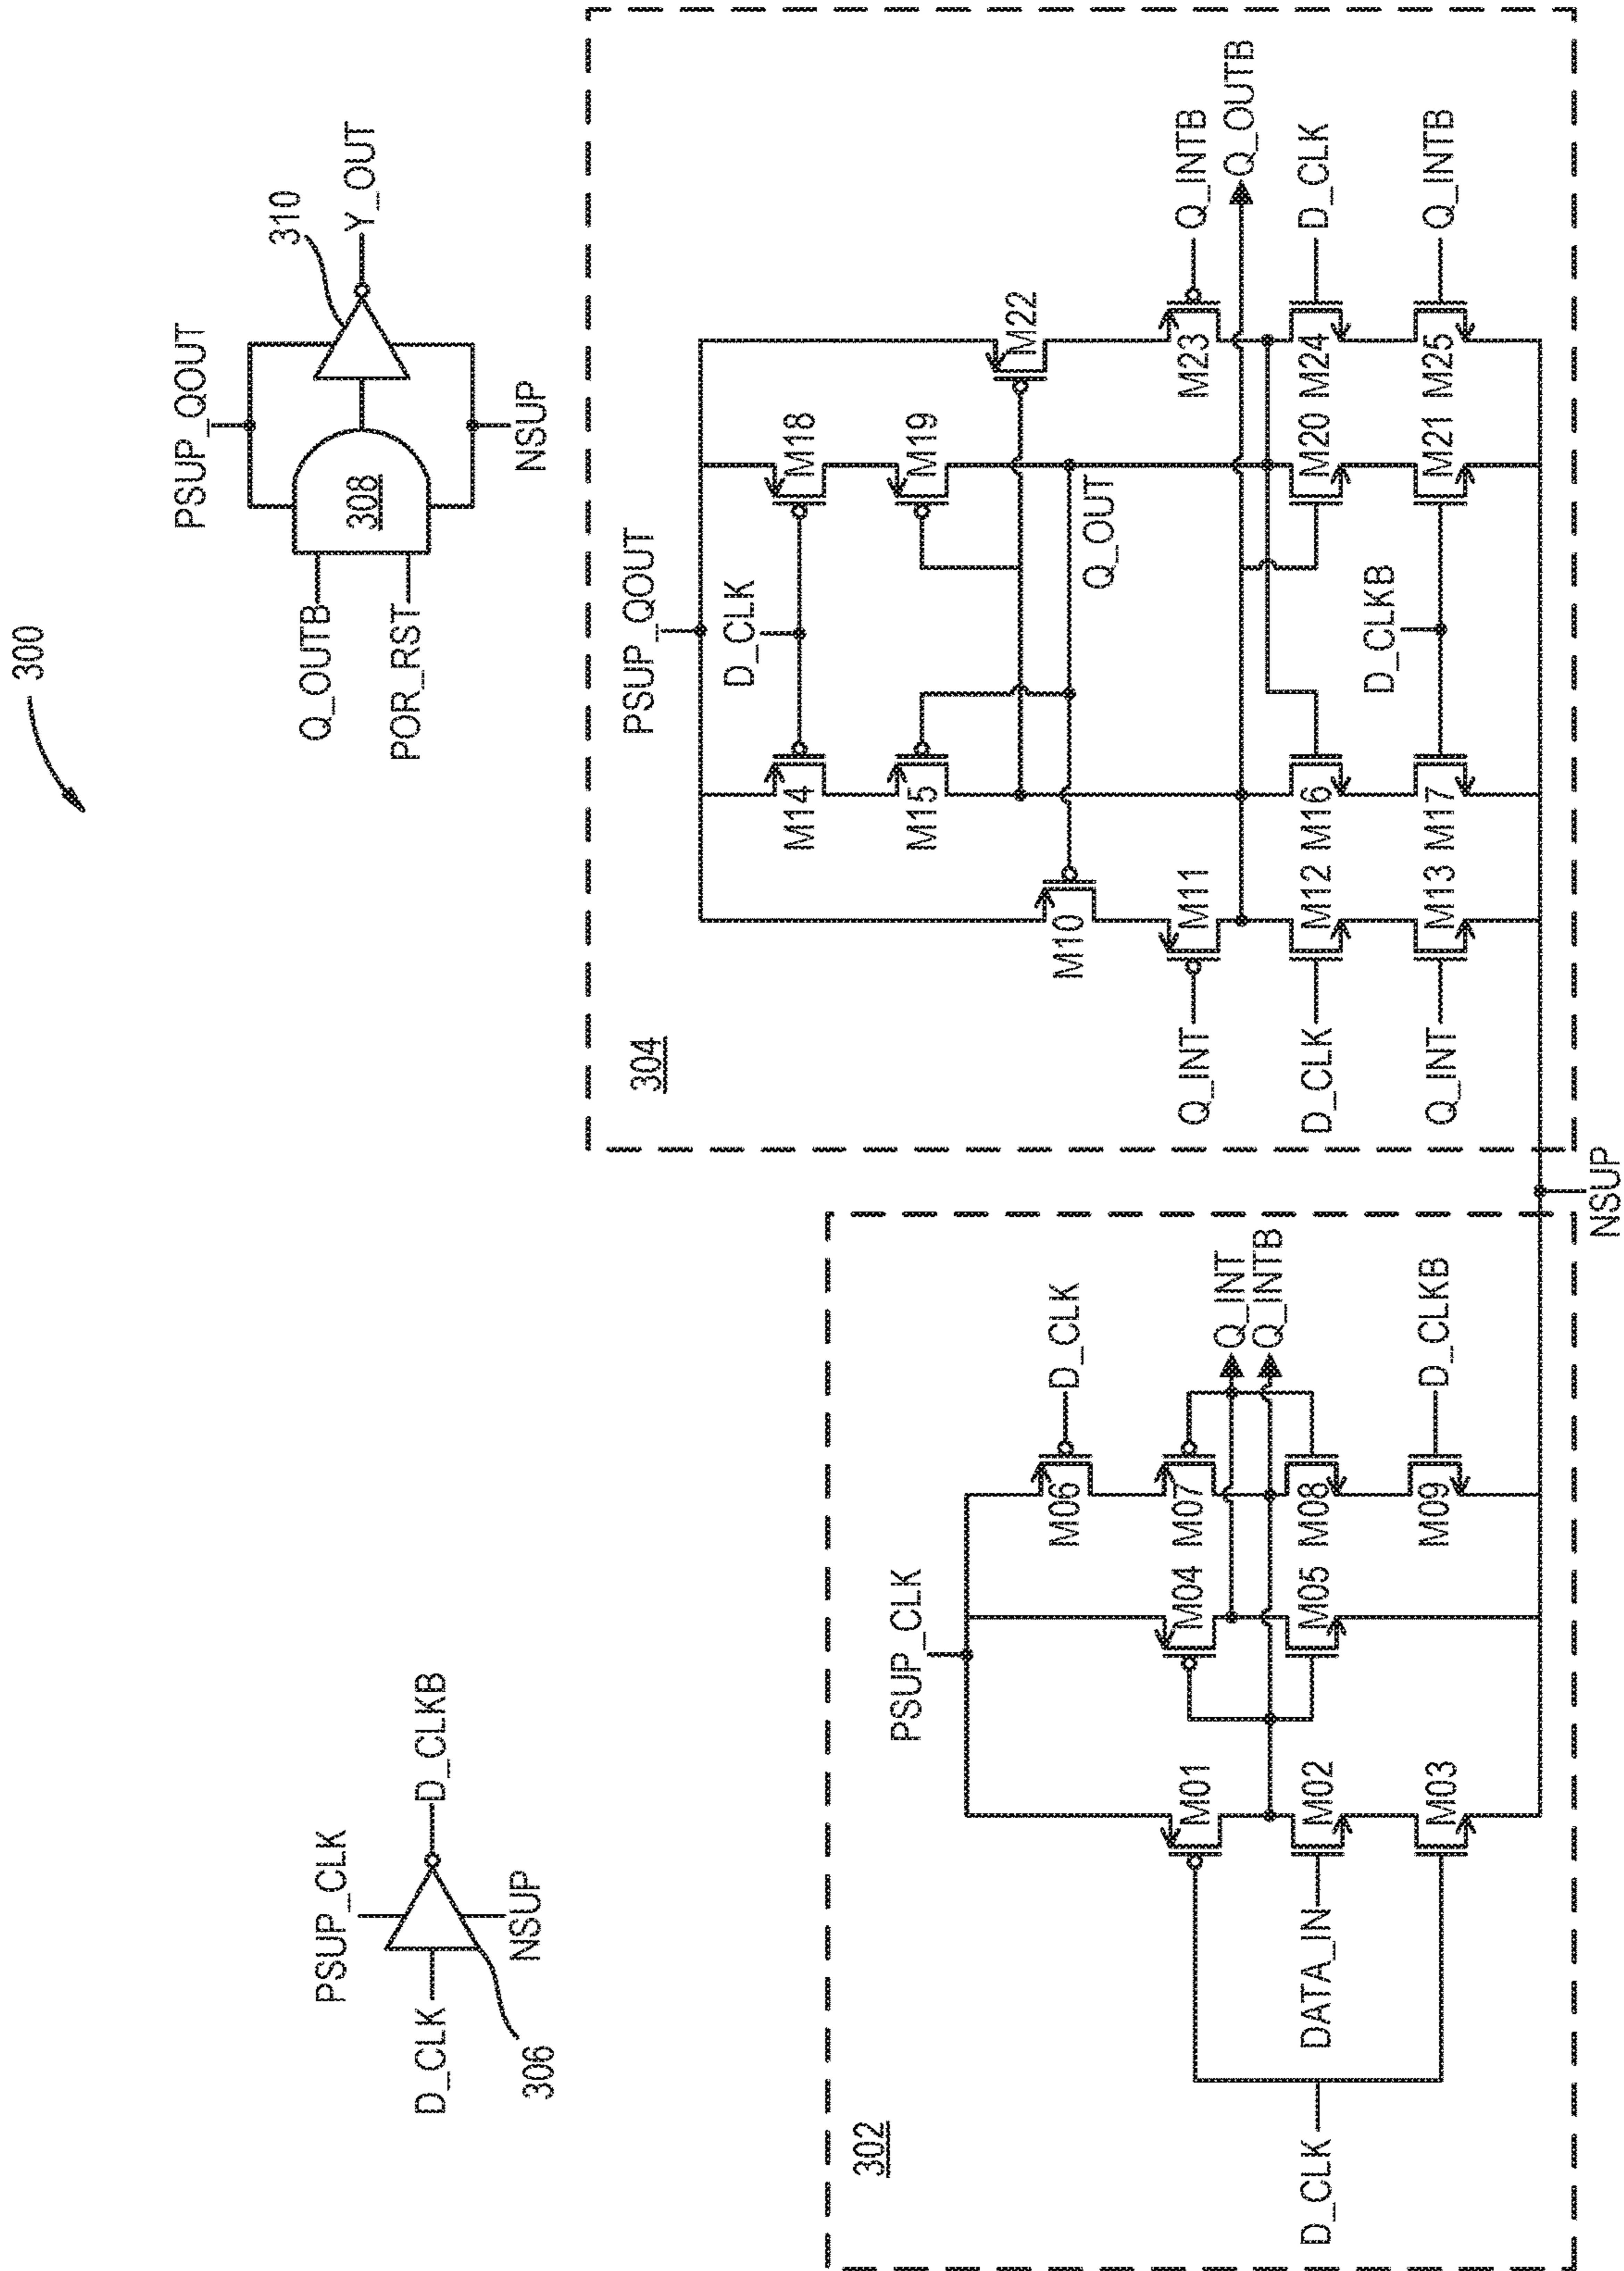 300
PSUP_CLK
D_CLK
D_CLKB
NSUP
306
PSUP_QOUT
Q_OUTB
POR_RST
308
310
Y_OUT
NSUP
302
PSUP_CLK
D_CLK
DATA_IN
M01
M02
M03
M04
M05
M06
M07
M08
M09
D_CLK
Q_INT
Q_INTB
D_CLKB
NSUP
304
PSUP_QOUT
D_CLK
M14
M18
M15
M19
M10
M22
Q_OUT
Q_INT
M11
M23
Q_INTB
Q_OUTB
D_CLK
M12
M16
M20
M24
D_CLK
D_CLKB
Q_INT
M13
M17
M21
M25
Q_INTB